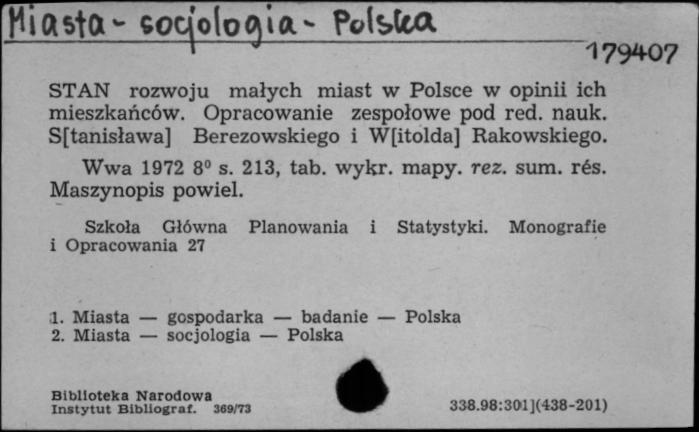 Miasta - socjologia - Polska
179407
STAN rozwoju małych miast w Polsce w opinii ich
mieszkańców. Opracowanie zespołowe pod red. nauk.
S[tanisława] Berezowskiego i W[itolda] Rakowskiego.
Wwa 1972 8⁰ s. 213, tab. wykr. mapy. rez. sum. rés.
Maszynopis powiel.
Szkoła Główna Planowania i Statystyki. Monografie
i Opracowania 27
1. Miasta — gospodarka — badanie — Polska
2. Miasta — socjologia — Polska
Biblioteka Narodowa
Instytut Bibliograf. 369/73
338.98:301](438-201)